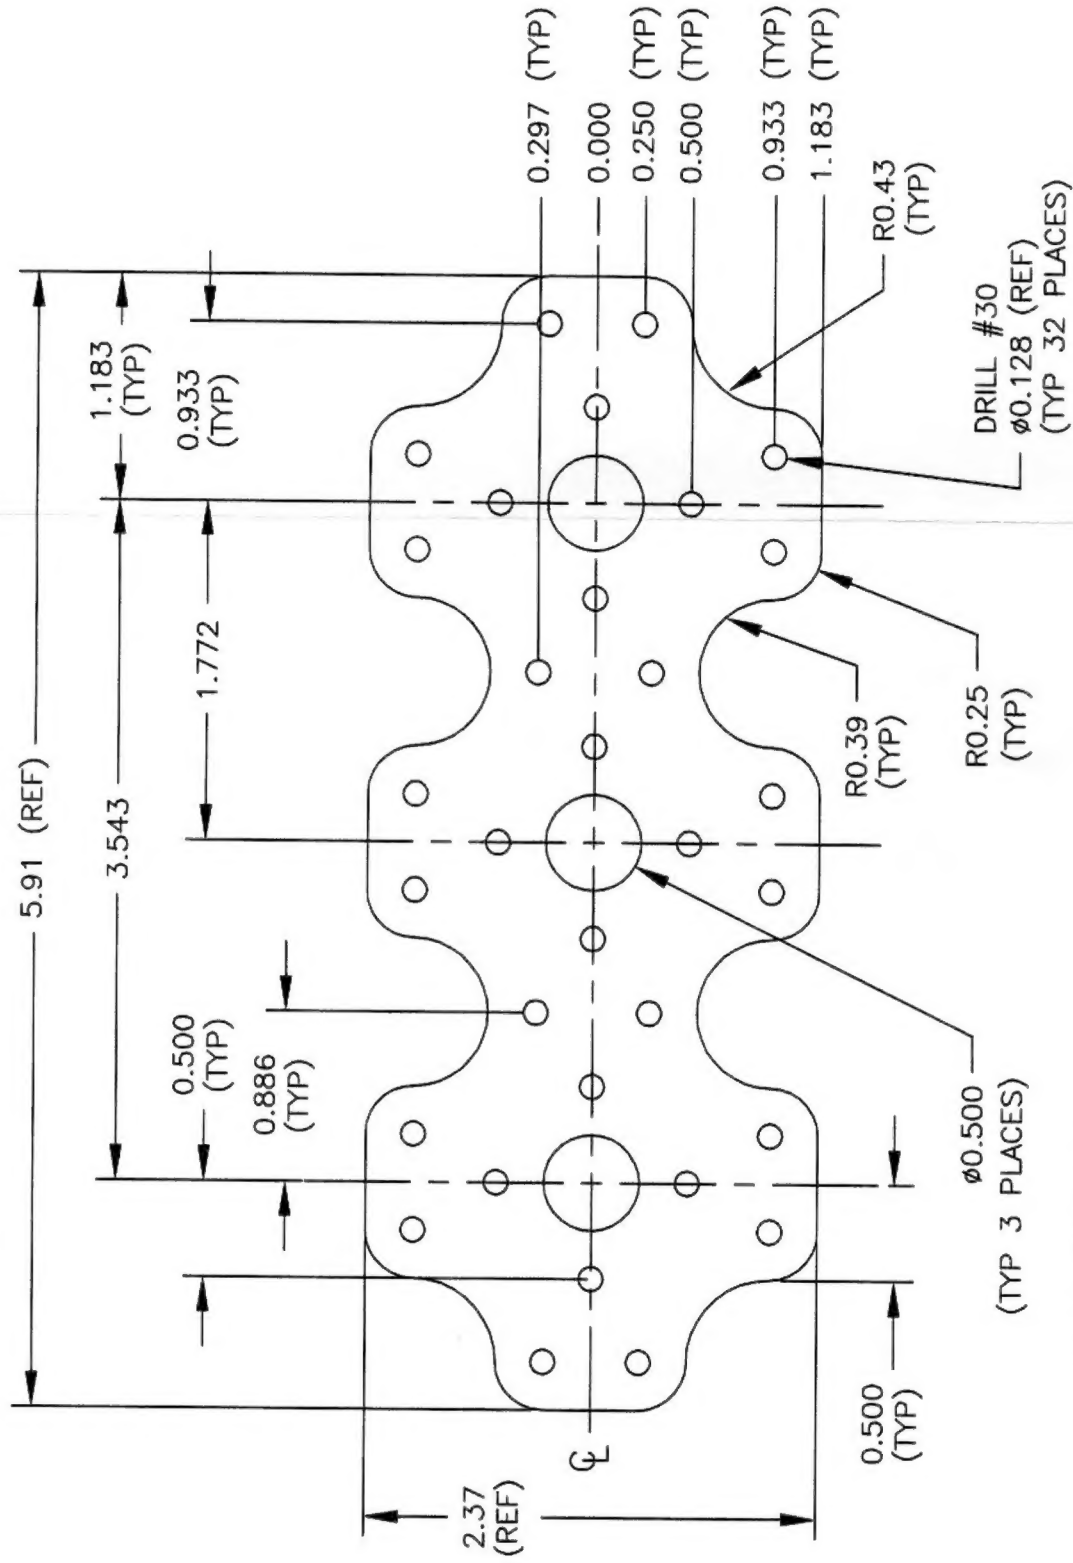 5.91 (REF)
3.543
1.183
(TYP)
0.933
(TYP)
1.772
0.500
(TYP)
0.886
(TYP)
0.297 (TYP)
0.000
0.250 (TYP)
0.500 (TYP)
0.933 (TYP)
1.183 (TYP)
R0.43
(TYP)
DRILL #30
ø0.128 (REF)
(TYP 32 PLACES)
R0.39
(TYP)
R0.25
(TYP)
ø0.500
(TYP 3 PLACES)
0.500
(TYP)
2.37
(REF)
CL